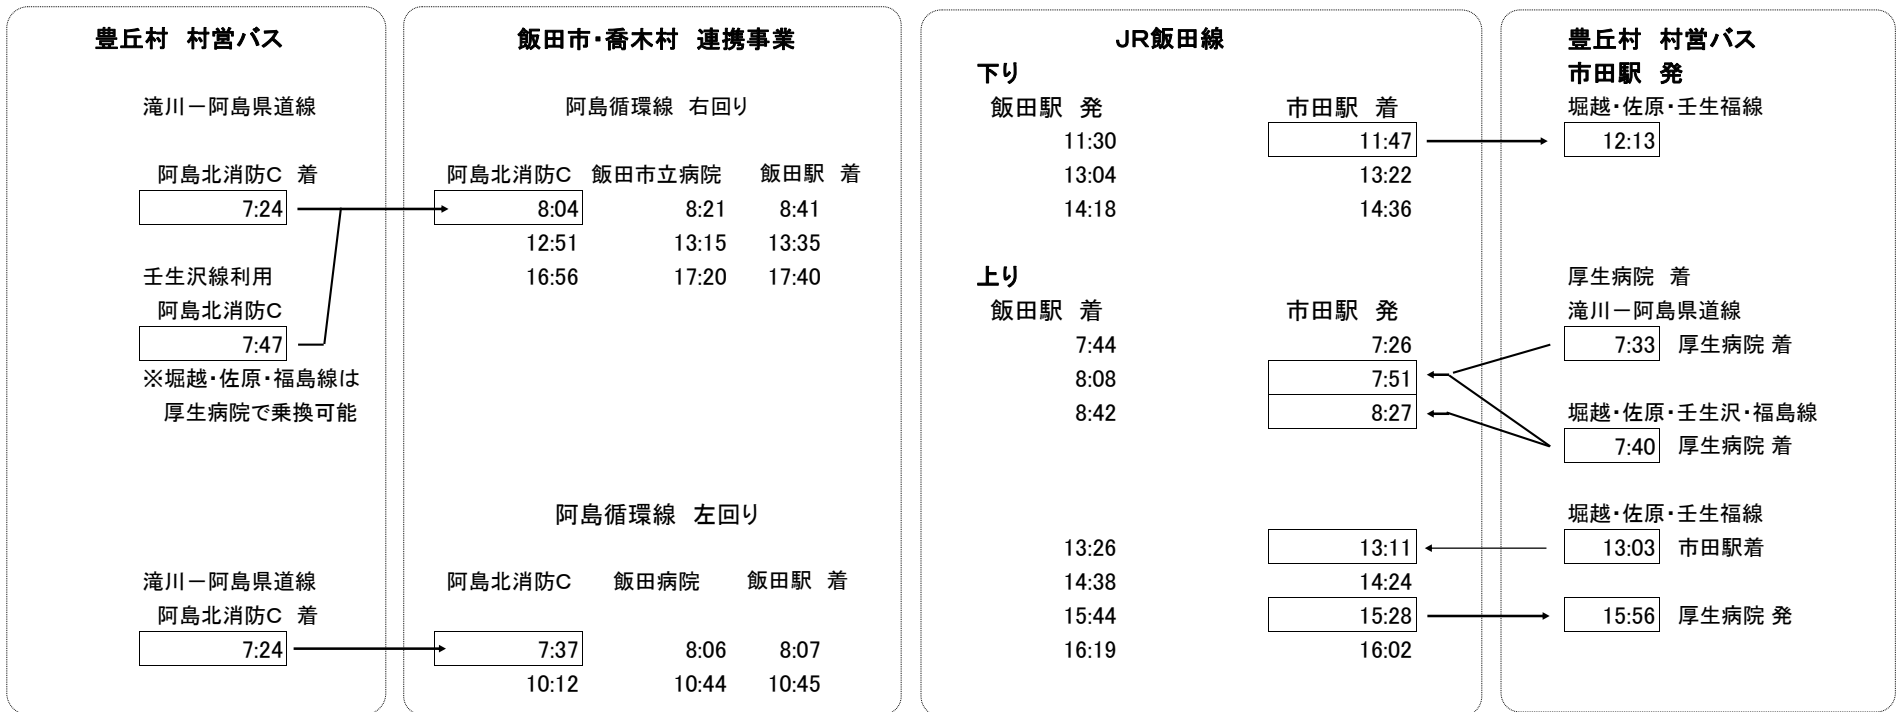 豊丘村 村営バス
滝川－阿島県道線
阿島北消防C 着
7:24
壬生沢線利用
阿島北消防C
7:47
※堀越・佐原・福島線は
厚生病院で乗換可能
滝川－阿島県道線
阿島北消防C 着
7:24
飯田市・喬木村 連携事業
阿島循環線 右回り
阿島北消防C 飯田市立病院 飯田駅 着
8:04 8:21 8:41
12:51 13:15 13:35
16:56 17:20 17:40
阿島循環線 左回り
阿島北消防C 飯田病院 飯田駅 着
7:37 8:06 8:07
10:12 10:44 10:45
JR飯田線
下り
飯田駅 発 市田駅 着
11:30 11:47
13:04 13:22
14:18 14:36
上り
飯田駅 着 市田駅 発
7:44 7:26
8:08 7:51
8:42 8:27
13:26 13:11
14:38 14:24
15:44 15:28
16:19 16:02
豊丘村 村営バス
市田駅 発
堀越・佐原・壬生福線
12:13
厚生病院 着
滝川－阿島県道線
7:33 厚生病院 着
堀越・佐原・壬生沢・福島線
7:40 厚生病院 着
堀越・佐原・壬生福線
13:03 市田駅着
15:56 厚生病院 発